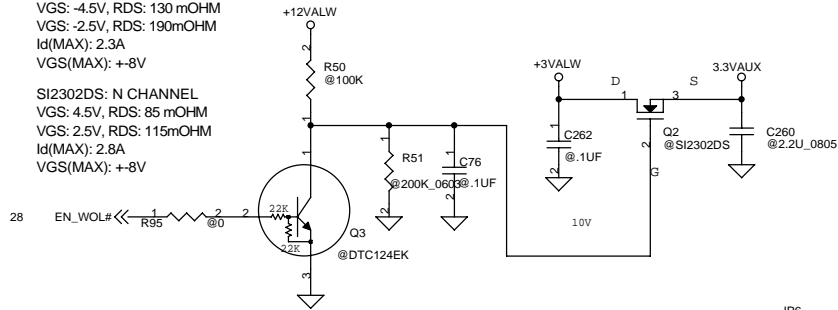 VGS: -4.5V, RDS: 130 mOHM
VGS: -2.5V, RDS: 190mOHM
Id(MAX): 2.3A
VGS(MAX): +-8V
SI2302DS: N CHANNEL
VGS: 4.5V, RDS: 85 mOHM
VGS: 2.5V, RDS: 115mOHM
Id(MAX): 2.8A
VGS(MAX): +-8V
+12VALW
2
R50
@100K
1
+3VALW
D
S
3.3VAUX
1
3
Q2
@SI2302DS
2
G
1
C262
@.1UF
2
C260
@2.2U_0805
1
R51
@200K_0603
2
1
C76
@.1UF
2
10V
28
EN_WOL#
1
R95
2
@0
2
22K
22K
1
Q3
@DTC124EK
3